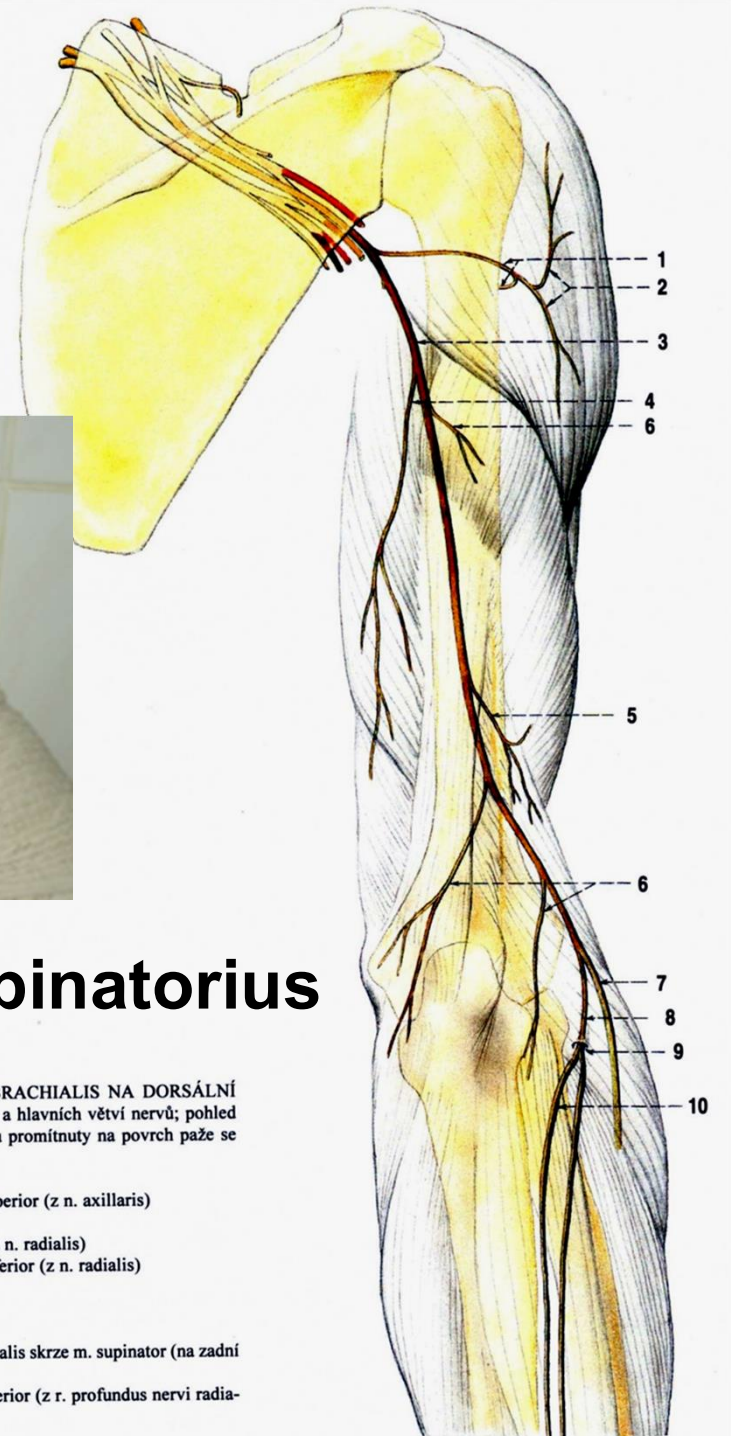 1
2
3
4
6
5
6
7
8
9
10
pinatorius
RACHIALIS NA DORSÁLNÍ
a hlavních větví nervů; pohled
promítnuty na povrch paže se
perior (z n. axillaris)
n. radialis)
erior (z n. radialis)
alis skrze m. supinator (na zadní
erior (z r. profundus nervi radia-